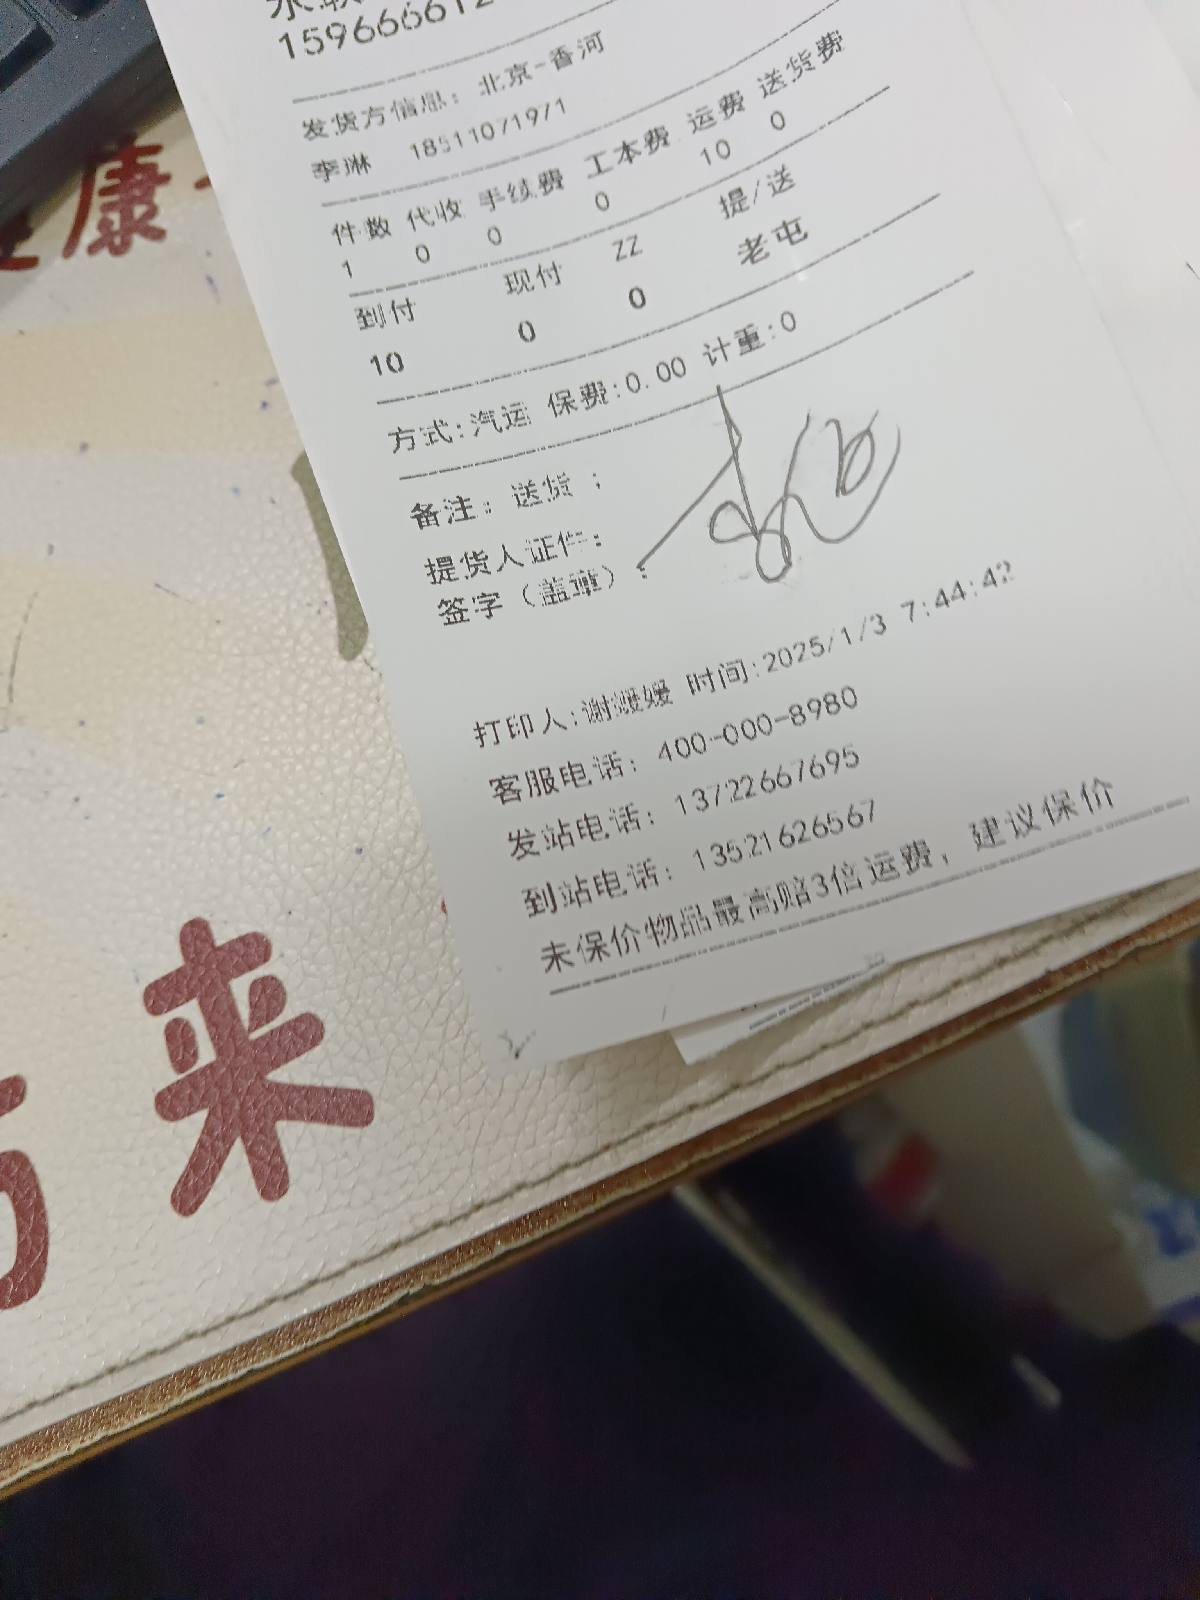 159666612
发货方信息：北京-香河
李琳 18511071971
件数 代收 手续费 工本费 运费 送货费
1 0 0 0 10 0
到付 现付 ZZ 提/送
10 0 0 老屯
方式:汽运 保费:0.00 计重:0
备注：送货 ；
提货人证件：
签字（盖章）：
打印人:谢媛媛 时间:2025/1/3 7:44:42
客服电话：400-000-8980
发站电话：13722667695
到站电话：13521626567
未保价物品最高赔3倍运费，建议保价
康
来